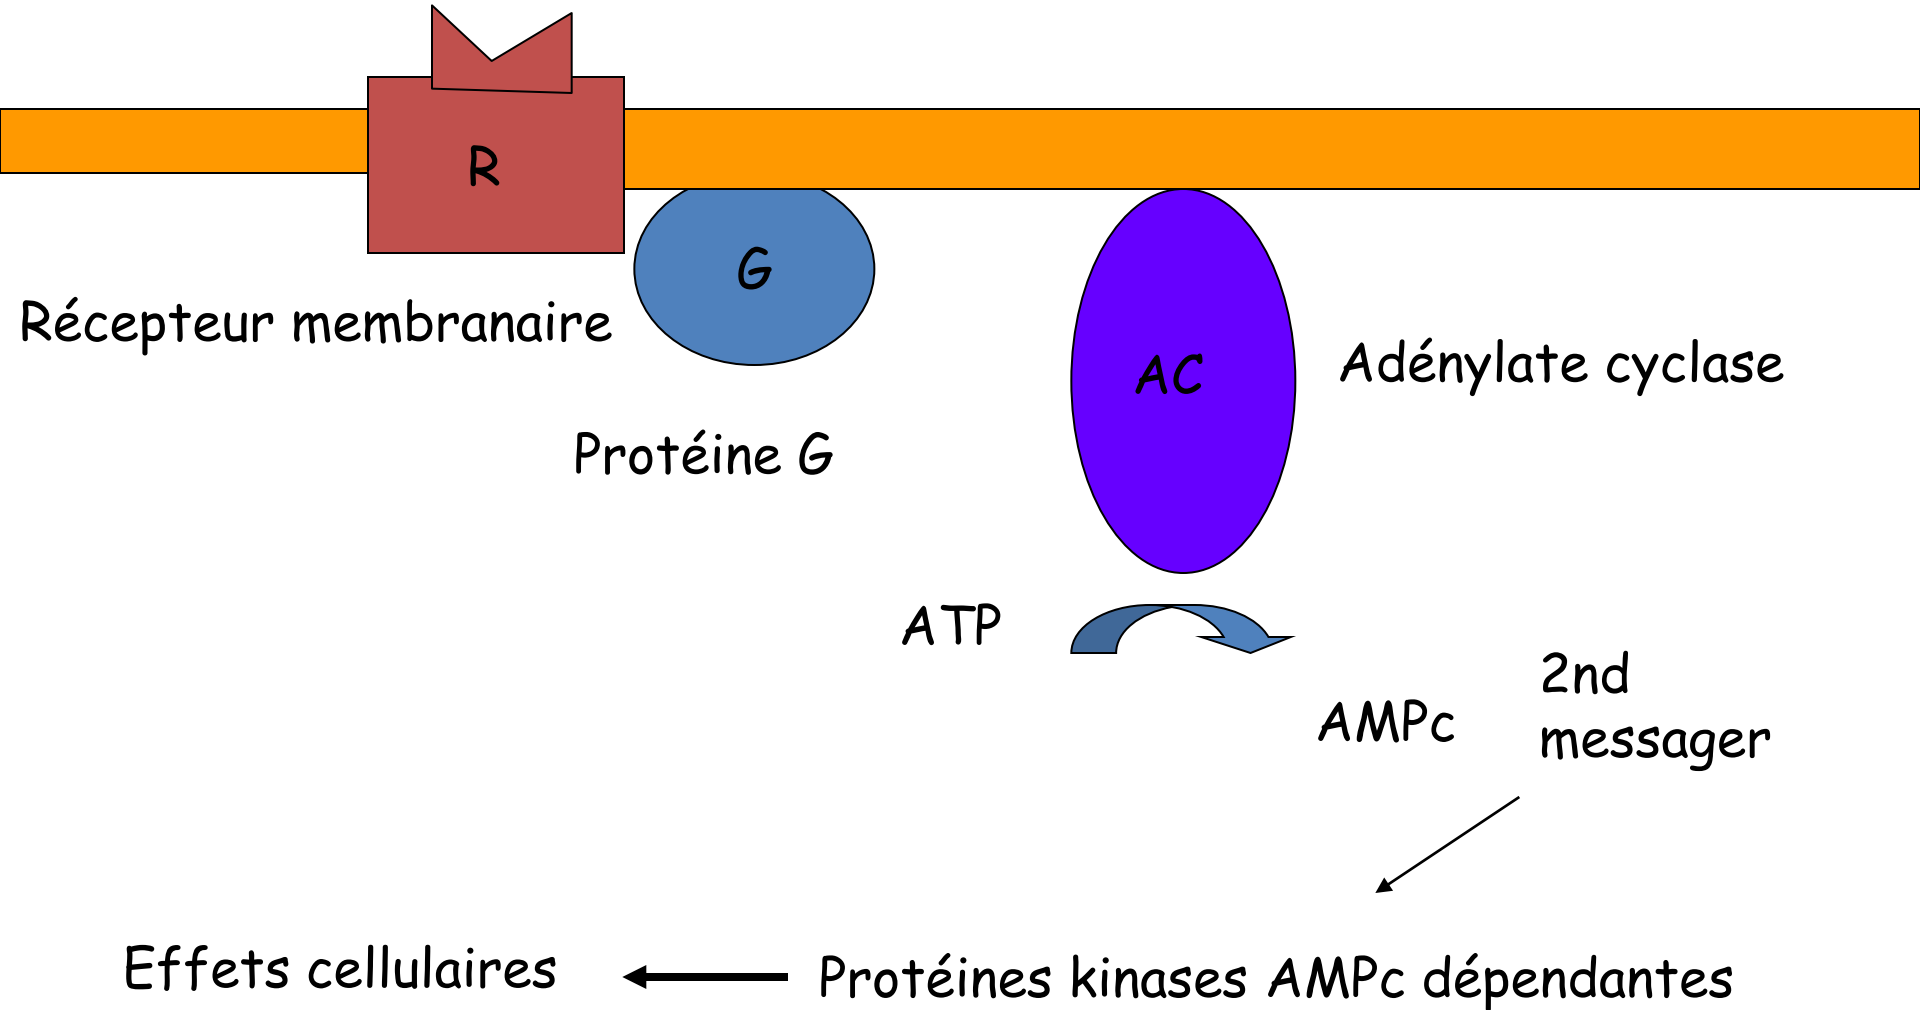 R
G
Récepteur membranaire
AC
Adénylate cyclase
Protéine G
ATP
AMPc
2nd
messager
Effets cellulaires
Protéines kinases AMPc dépendantes